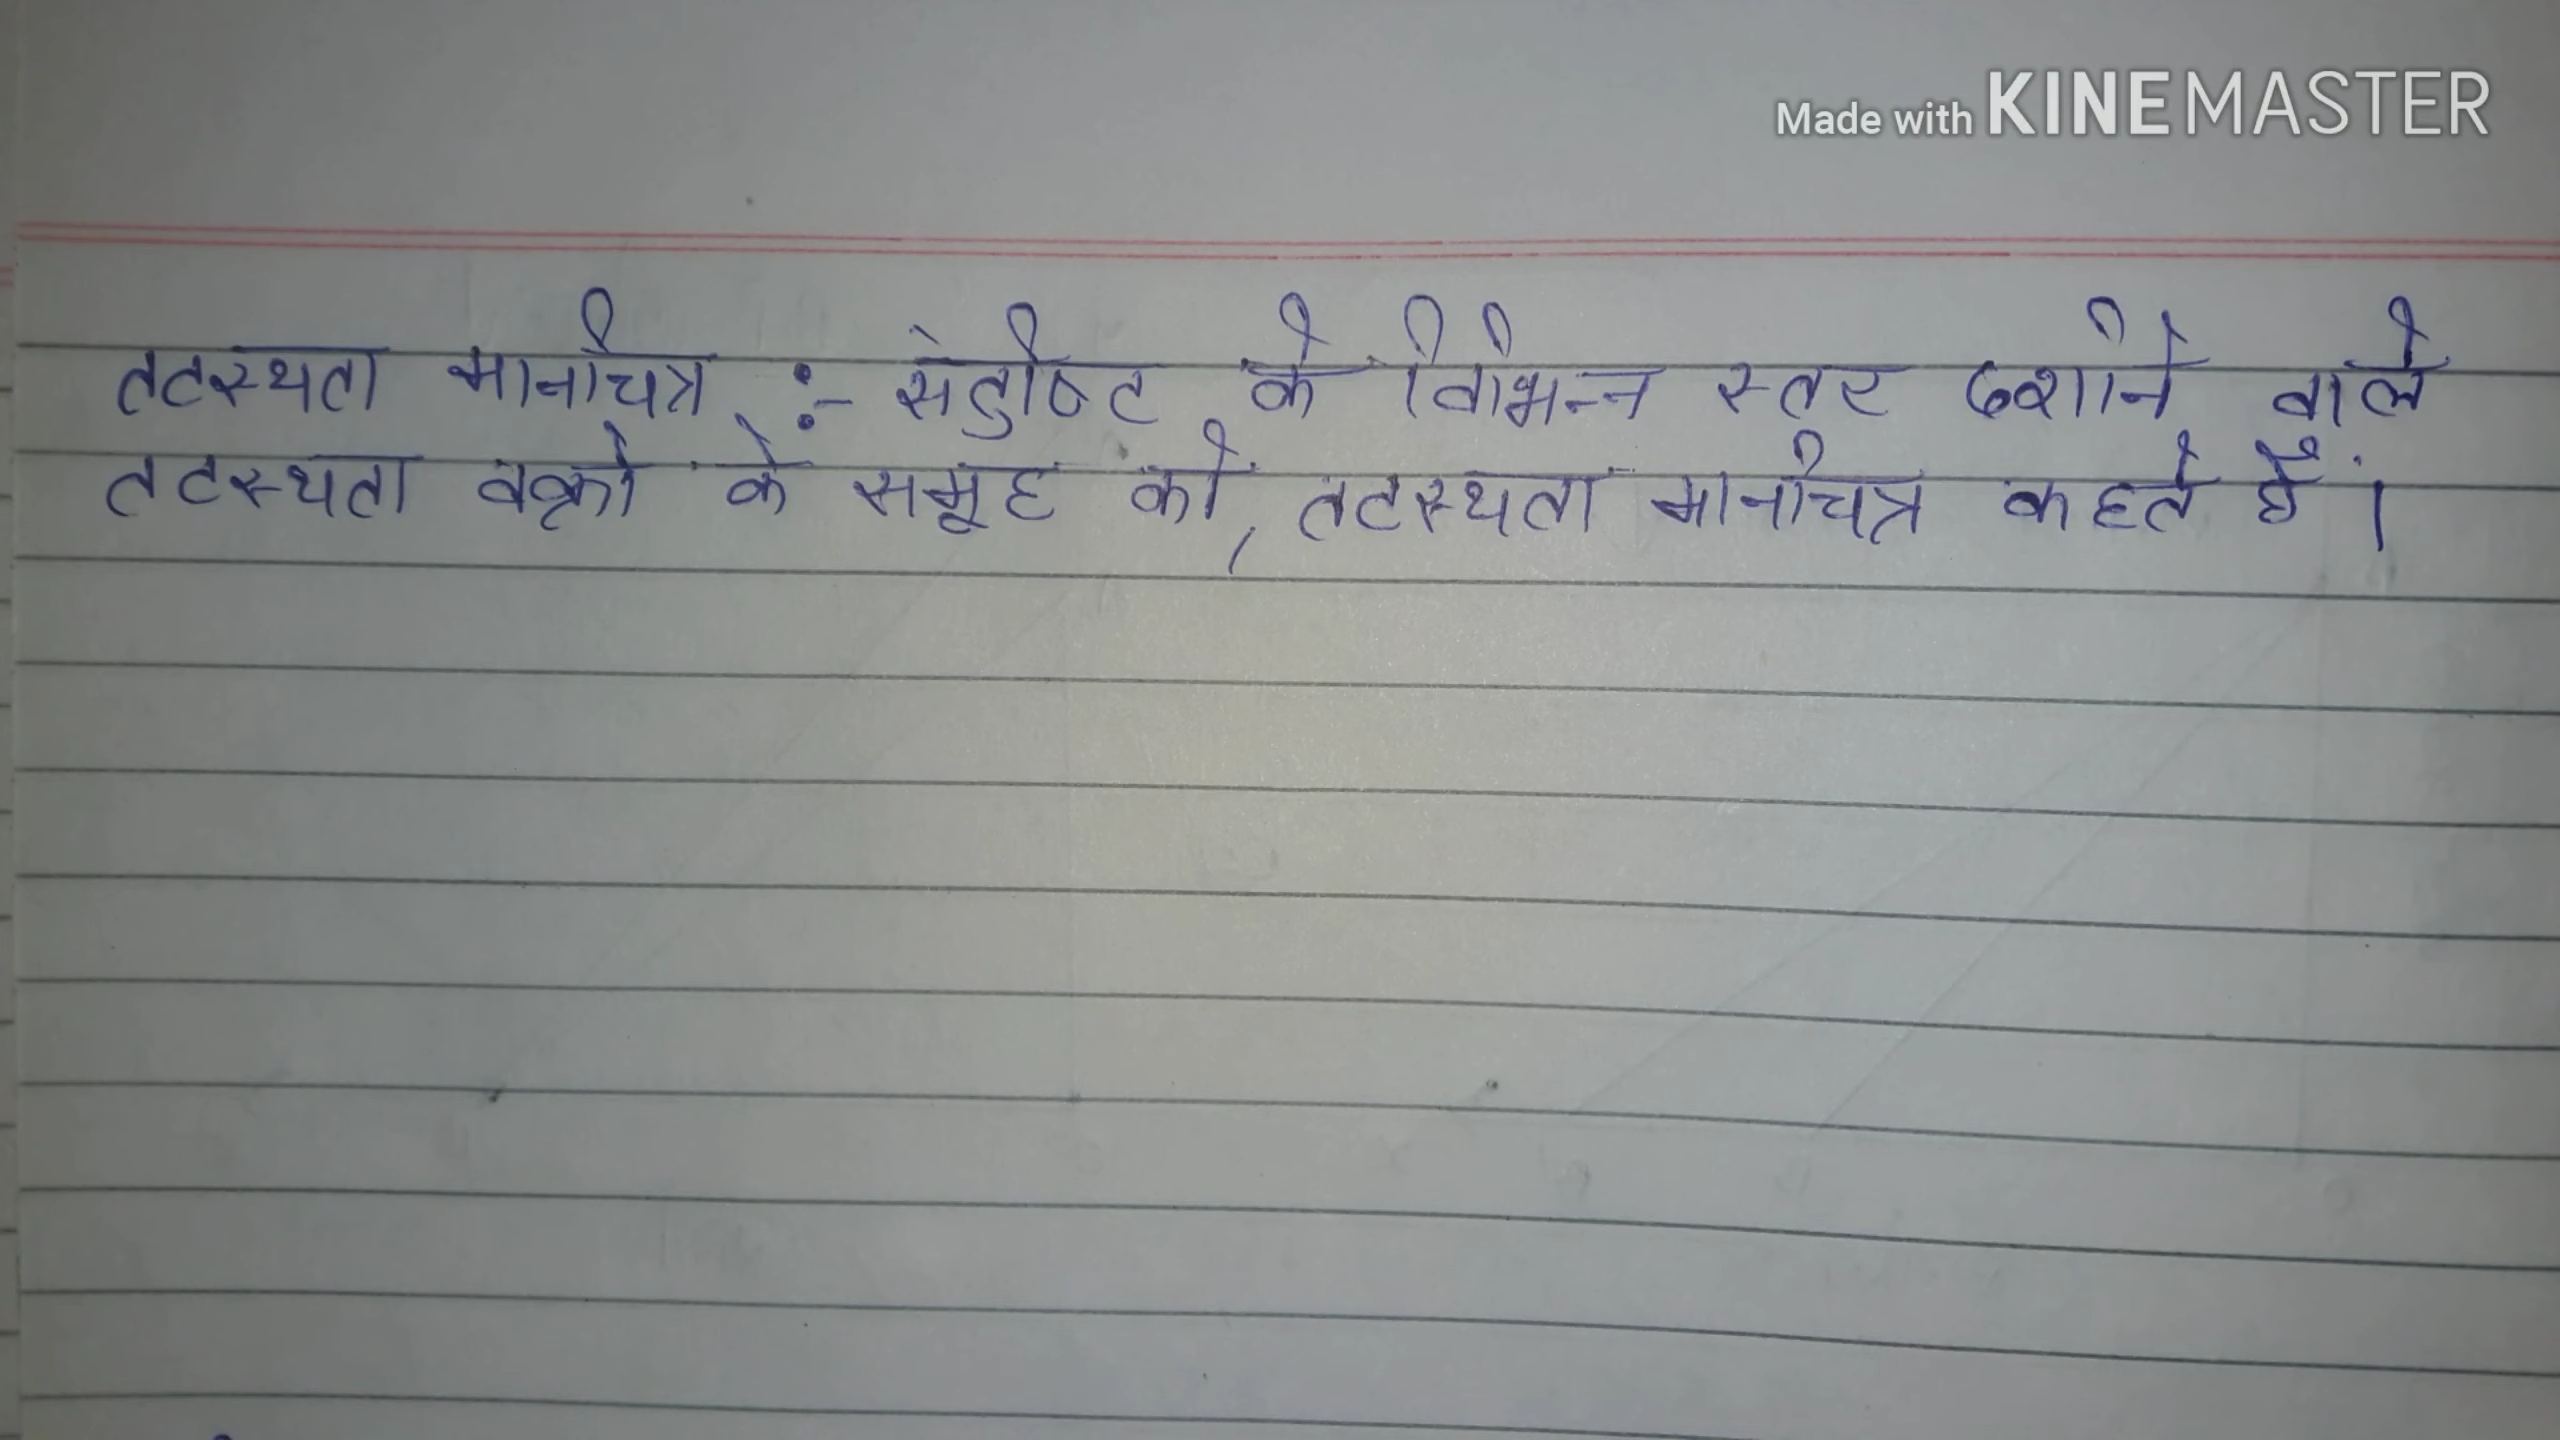 Made with KINEMASTER
तटस्थता मानचित्र :- संतुष्टि के विभिन्न स्तर दर्शाने वाले
तटस्थता वक्रो के समूह को, तटस्थता मानचित्र कहते हैं।